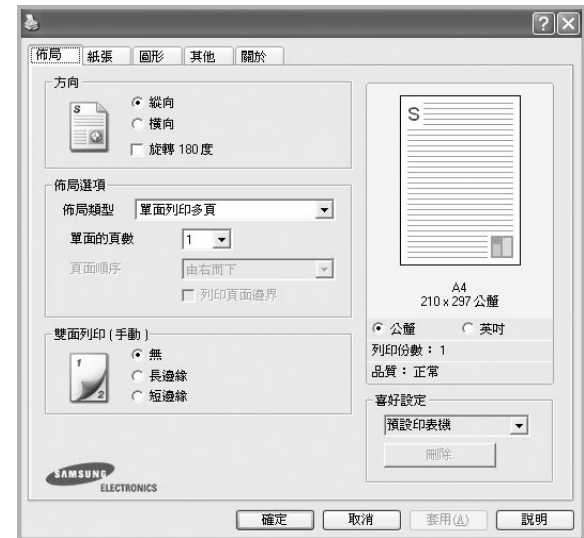 佈局 紙張 圖形 其他 關於
方向
S
縱向
橫向
旋轉 180 度
佈局選項
佈局類型 單面列印多頁
單面的頁數 1
頁面順序 由右而下
列印頁面邊界
雙面列印 ( 手動 )
1
2
無
長邊緣
短邊緣
SAMSUNG
ELECTRONICS
S
A4
210 x 297 公釐
公釐 英吋
列印份數： 1
品質： 正常
喜好設定
預設印表機
刪除
確定 取消 套用(A) 說明